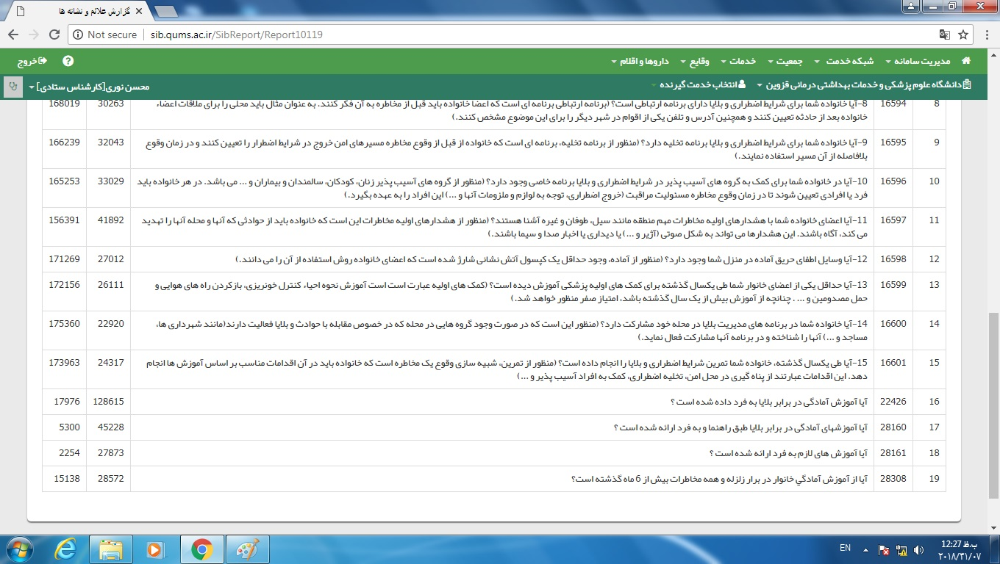 گزارش علائم و نشانه ها
Not secure | sib.qums.ac.ir/SibReport/Report10119
مدیریت سامانه شبکه خدمت جمعیت خدمات وقایع داروها و اقلام ? خروج
دانشگاه علوم پزشکی و خدمات بهداشتی درمانی قزوین انتخاب خدمت گیرنده محسن نوری[کارشناس ستادی]
8 16594 8-آیا خانواده شما برای شرایط اضطراری و بلایا دارای برنامه ارتباطی است؟ (برنامه ارتباطی برنامه ای است که اعضا خانواده باید قبل از مخاطره به آن فکر کنند. به عنوان مثال باید محلی را برای ملاقات اعضاء 30263 168019
خانواده بعد از حادثه تعیین کنند و همچنین آدرس و تلفن یکی از اقوام در شهر دیگر را برای این موضوع مشخص کنند.)
9 16595 9-آیا خانواده شما برای شرایط اضطراری و بلایا برنامه تخلیه دارد؟ (منظور از برنامه تخلیه، برنامه ای است که خانواده از قبل از وقوع مخاطره مسیرهای امن خروج در شرایط اضطرار را تعیین کنند و در زمان وقوع 32043 166239
بلافاصله از آن مسیر استفاده نمایند.)
10 16596 10-آیا در خانواده شما برای کمک به گروه های آسیب پذیر در شرایط اضطراری و بلایا برنامه خاصی وجود دارد؟ (منظور از گروه های آسیب پذیر زنان، کودکان، سالمندان و بیماران و ... می باشد. در هر خانواده باید 33029 165253
فرد یا افرادی تعیین شوند تا در زمان وقوع مخاطره مسئولیت مراقبت (خروج اضطراری، توجه به لوازم و ملزومات آنها و ...) این افراد را به عهده بگیرد.)
11 16597 11-آیا اعضای خانواده شما با هشدارهای اولیه مخاطرات مهم منطقه مانند سیل، طوفان و غیره آشنا هستند؟ (منظور از هشدارهای اولیه مخاطرات این است که خانواده باید از حوادثی که آنها و محله آنها را تهدید 41892 156391
می کند، آگاه باشند. این هشدارها می تواند به شکل صوتی (آژیر و ...) یا دیداری یا اخبار صدا و سیما باشند.)
12 16598 12-آیا وسایل اطفای حریق آماده در منزل شما وجود دارد؟ (منظور از آماده، وجود حداقل یک کپسول آتش نشانی شارژ شده است که اعضای خانواده روش استفاده از آن را می دانند.) 27012 171269
13 16599 13-آیا حداقل یکی از اعضای خانوار شما طی یکسال گذشته برای کمک های اولیه پزشکی آموزش دیده است؟ (کمک های اولیه عبارت است است آموزش نحوه احیاء کنترل خونریزی، بازکردن راه های هوایی و 26111 172156
حمل مصدومین و ... . چنانچه از آموزش بیش از یک سال گذشته باشد، امتیاز صفر منظور خواهد شد.)
14 16600 14-آیا خانواده شما در برنامه های مدیریت بلایا در محله خود مشارکت دارد؟ (منظور این است که در صورت وجود گروه هایی در محله که در خصوص مقابله با حوادث و بلایا فعالیت دارند(مانند شهرداری ها، 22920 175360
مساجد و ...) آنها را شناخته و در برنامه آنها مشارکت فعال نماید.)
15 16601 15-آیا طی یکسال گذشته، خانواده شما تمرین شرایط اضطراری و بلایا را انجام داده است؟ (منظور از تمرین، شبیه سازی وقوع یک مخاطره است که خانواده باید در آن اقدامات مناسب بر اساس آموزش ها انجام 24317 173963
دهد. این اقدامات عبارتند از پناه گیری در محل امن، تخلیه اضطراری، کمک به افراد آسیب پذیر و ...)
16 22426 آیا آموزش آمادگی در برابر بلایا به فرد داده شده است ؟ 128615 17976
17 28160 آیا آموزشهای آمادگی در برابر بلایا طبق راهنما و به فرد ارائه شده است ؟ 45228 5300
18 28161 آیا آموزش های لازم به فرد ارائه شده است ؟ 27873 2254
19 28308 آیا از آموزش آمادگي خانوار در برار زلزله و همه مخاطرات بیش از 6 ماه گذشته است؟ 28572 15138
EN 12:27 ب.ظ
۲۰۱۸/۳۱/۰۷